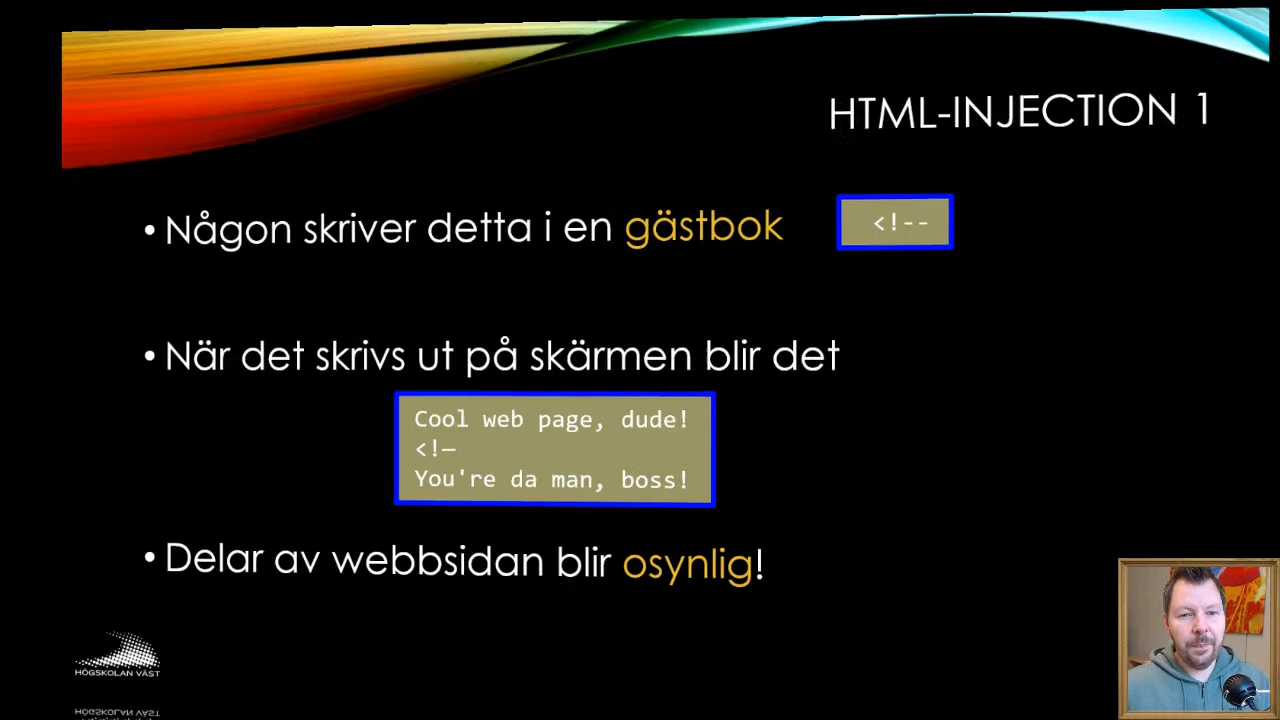 HTML-INJECTION 1
• Någon skriver detta i en gästbok
<!--
• När det skrivs ut på skärmen blir det
Cool web page, dude!
<!—
You're da man, boss!
• Delar av webbsidan blir osynlig!
HÖGSKOLAN VÄST